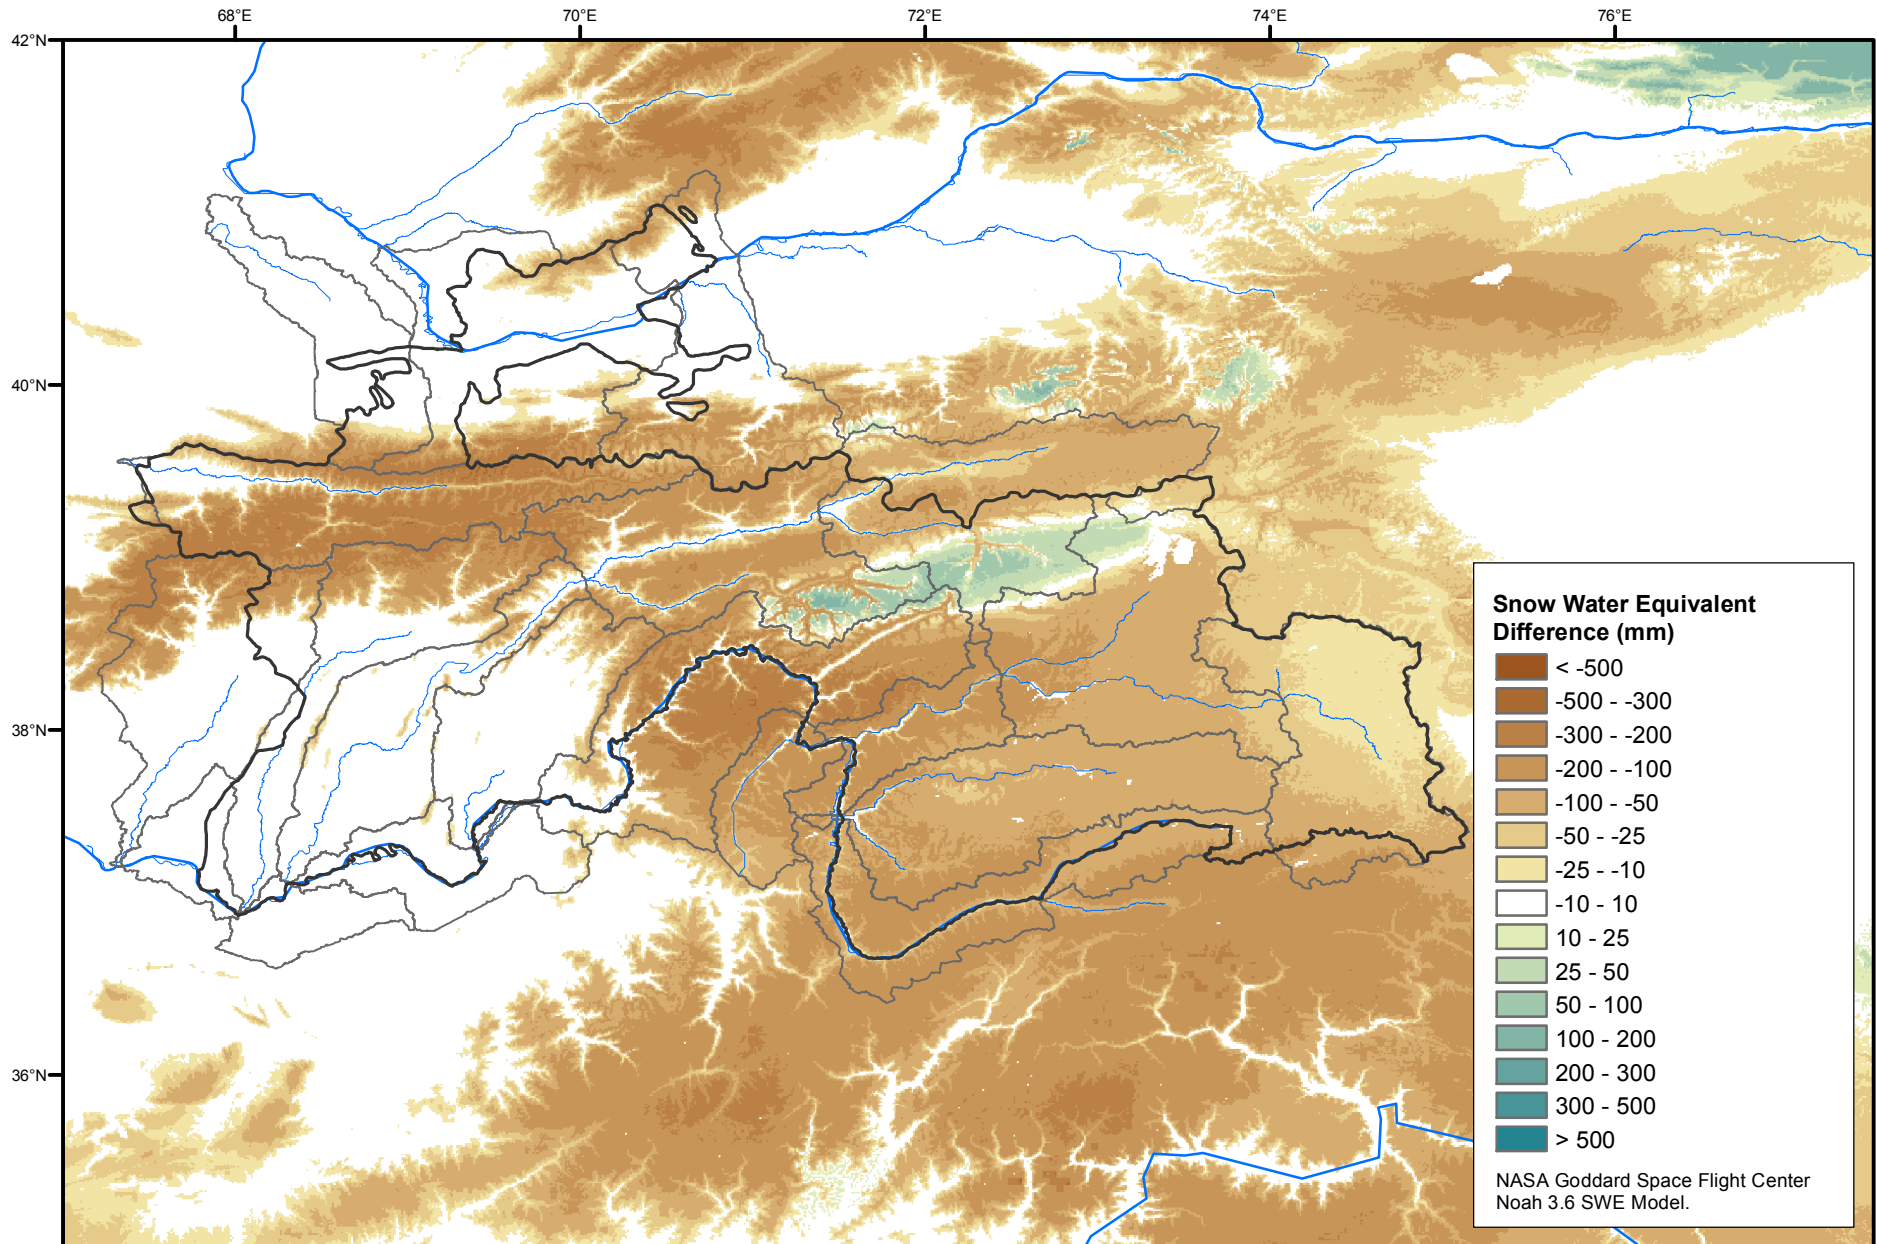 68°E
70°E
72°E
74°E
76°E
42°N
40°N
38°N
36°N
Snow Water Equivalent
Difference (mm)
< -500
-500 - -300
-300 - -200
-200 - -100
-100 - -50
-50 - -25
-25 - -10
-10 - 10
10 - 25
25 - 50
50 - 100
100 - 200
200 - 300
300 - 500
> 500
NASA Goddard Space Flight Center
Noah 3.6 SWE Model.